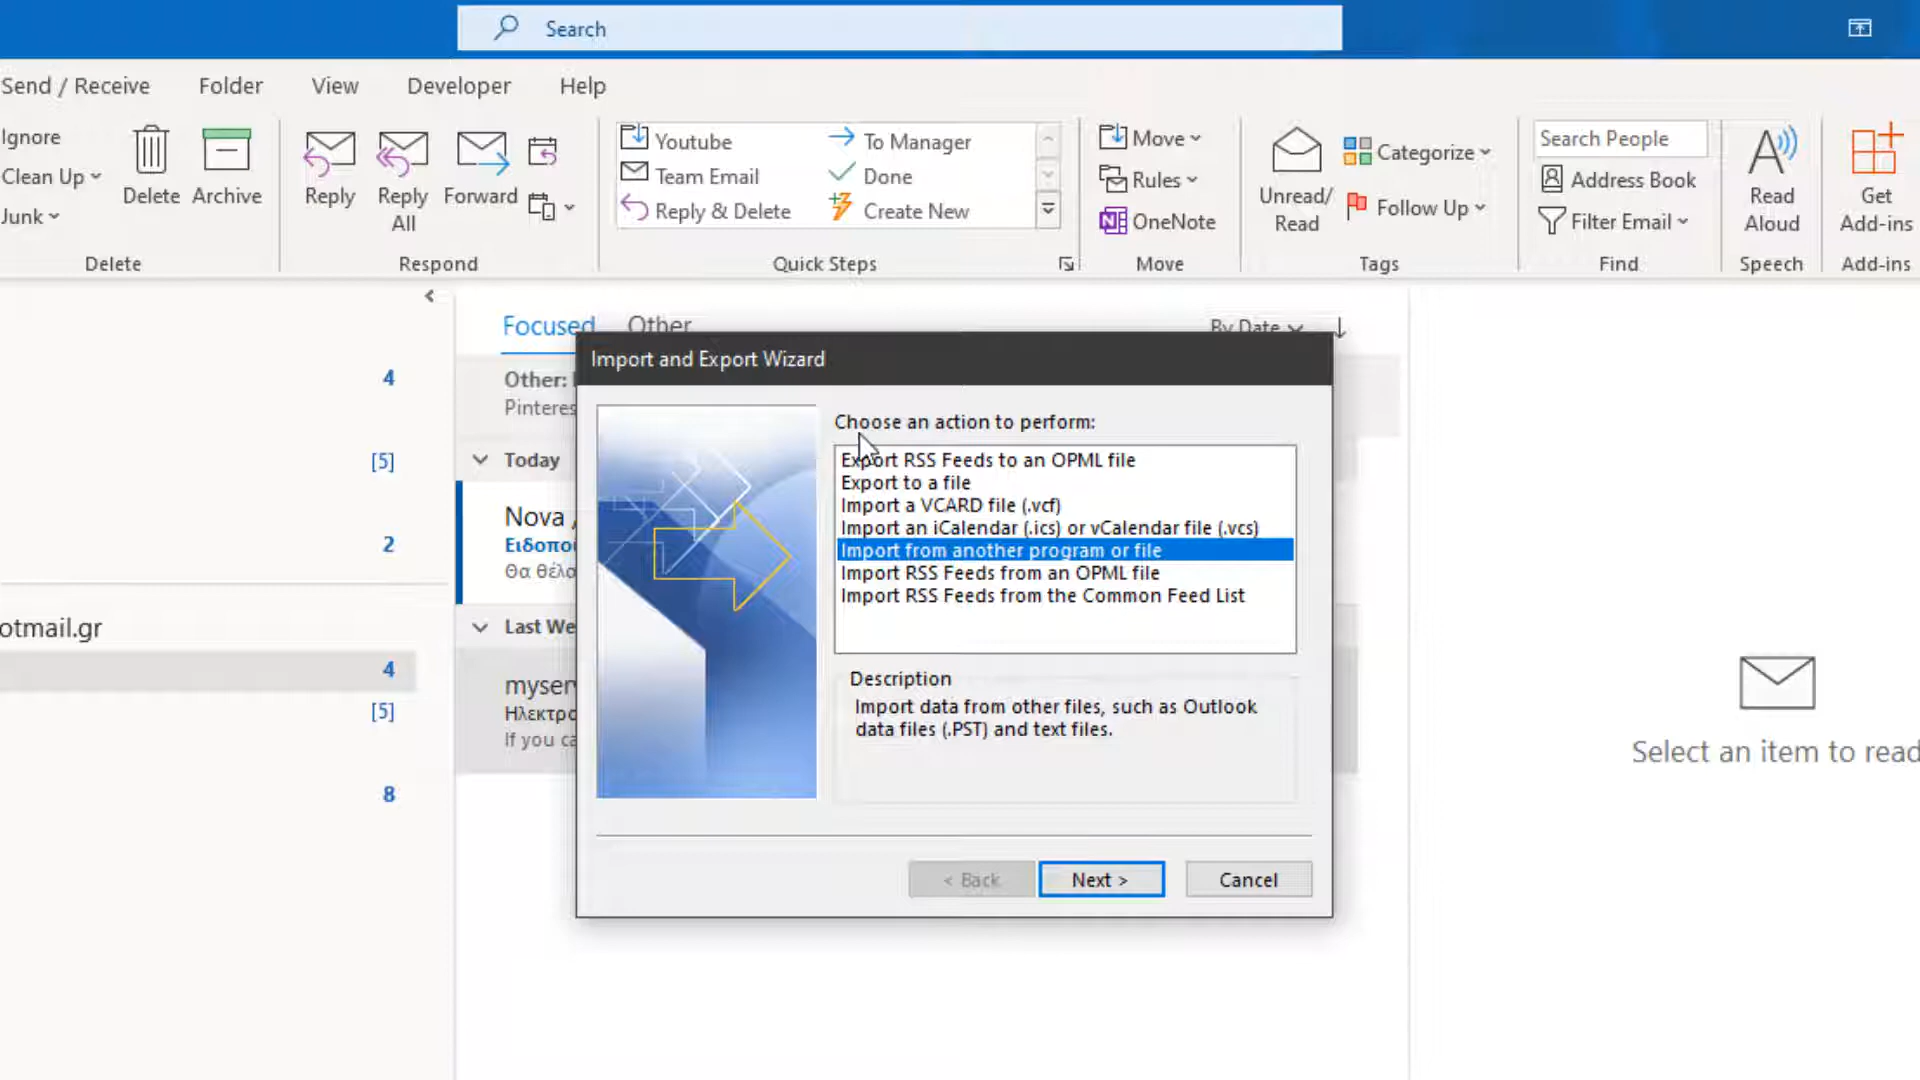 Search
Send / Receive
Folder
View
Developer
Help
Ignore
Clean Up
Junk
Delete
Archive
Delete
Reply
Reply All
Forward
Respond
Youtube
Team Email
Reply & Delete
To Manager
Done
Create New
Quick Steps
Move
Rules
OneNote
Move
Unread/
Read
Categorize
Follow Up
Tags
Search People
Address Book
Filter Email
Find
Read
Aloud
Speech
Get
Add-ins
Add-ins
4
[5]
2
otmail.gr
4
[5]
8
Focused
Other
By Date
Other:
Pinteres
Today
Nova
Ειδοποι
Θα θέλα
Last We
myserv
Ηλεκτρο
If you ca
Import and Export Wizard
Choose an action to perform:
Export RSS Feeds to an OPML file
Export to a file
Import a VCARD file (.vcf)
Import an iCalendar (.ics) or vCalendar file (.vcs)
Import from another program or file
Import RSS Feeds from an OPML file
Import RSS Feeds from the Common Feed List
Description
Import data from other files, such as Outlook
data files (.PST) and text files.
< Back
Next >
Cancel
Select an item to read